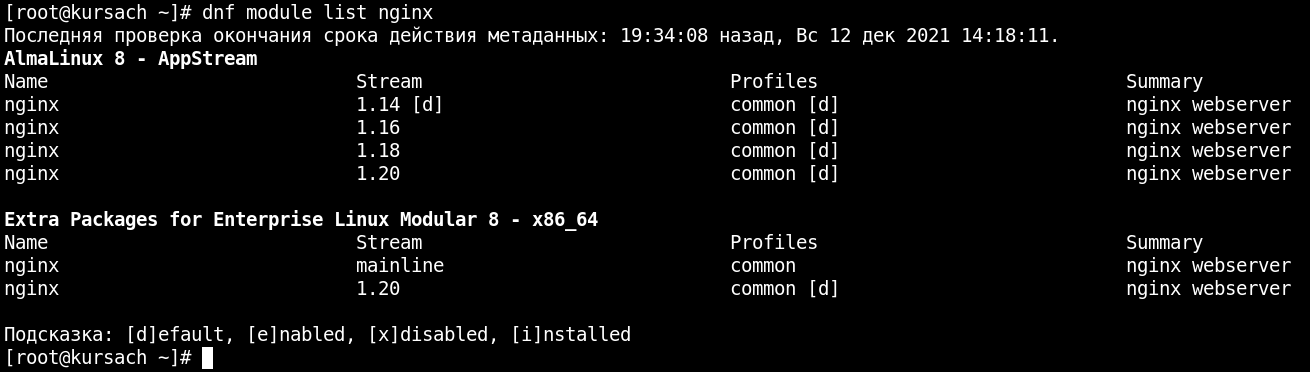 [root@kursach ~]# dnf module list nginx
Последняя проверка окончания срока действия метаданных: 19:34:08 назад, Вс 12 дек 2021 14:18:11.
AlmaLinux 8 - AppStream
Name Stream Profiles Summary
nginx 1.14 [d] common [d] nginx webserver
nginx 1.16 common [d] nginx webserver
nginx 1.18 common [d] nginx webserver
nginx 1.20 common [d] nginx webserver
Extra Packages for Enterprise Linux Modular 8 - x86_64
Name Stream Profiles Summary
nginx mainline common nginx webserver
nginx 1.20 common [d] nginx webserver
Подсказка: [d]efault, [e]nabled, [x]disabled, [i]nstalled
[root@kursach ~]#